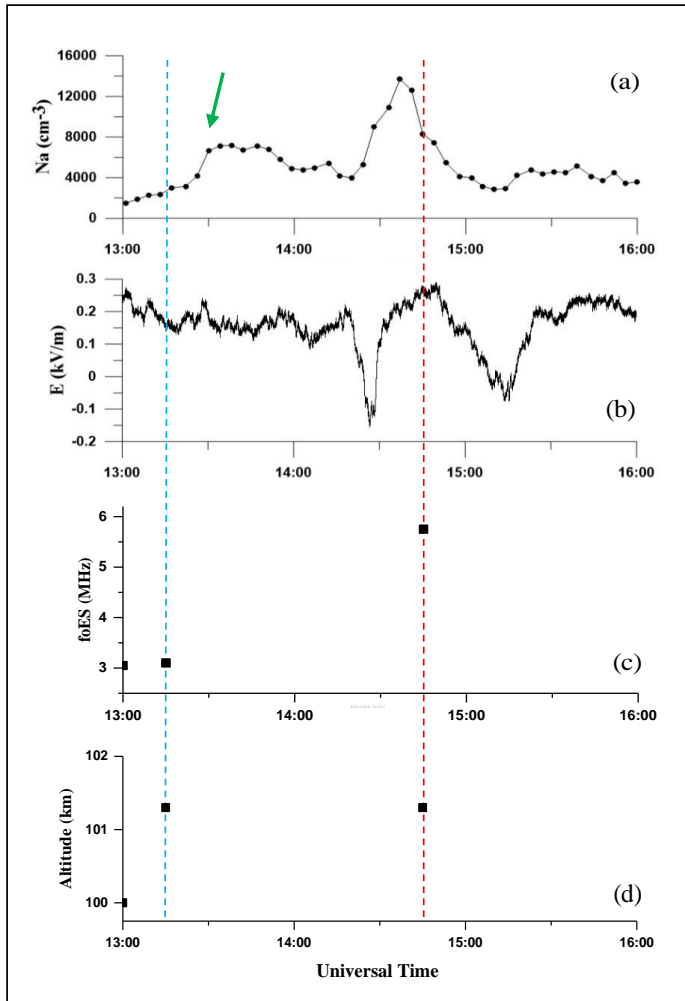 16000
12000
8000
4000
0
Na (cm-3)
(a)
13:00 14:00 15:00 16:00
0.3
0.2
0.1
0
-0.1
-0.2
E (kV/m)
(b)
13:00 14:00 15:00 16:00
6
5
4
3
foES (MHz)
(c)
13:00 14:00 15:00 16:00
102
101
100
Altitude (km)
(d)
13:00 14:00 15:00 16:00
Universal Time